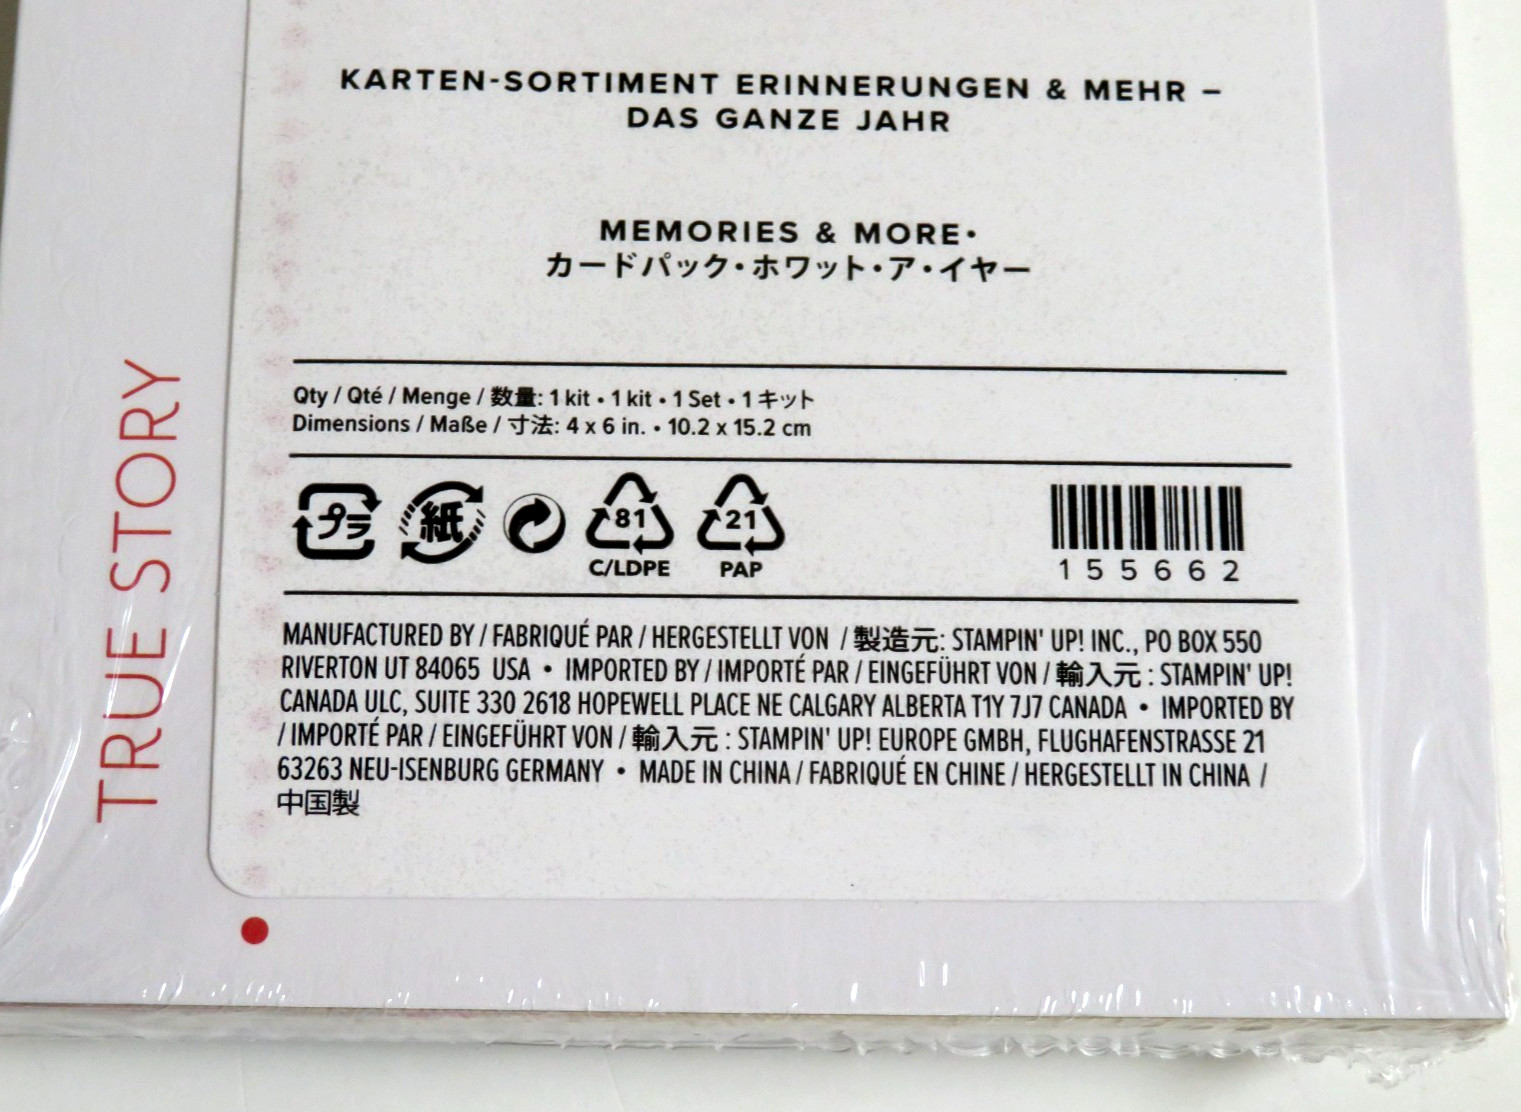 KARTEN-SORTIMENT ERINNERUNGEN & MEHR –
DAS GANZE JAHR
MEMORIES & MORE•
カードパック・ホワット・ア・イヤー
Qty / Qté / Menge / 数量: 1 kit • 1 kit • 1 Set • 1 キット
Dimensions / Maße / 寸法: 4 x 6 in. • 10.2 x 15.2 cm
プラ
紙
81
C/LDPE
21
PAP
155662
MANUFACTURED BY / FABRIQUÉ PAR / HERGESTELLT VON / 製造元: STAMPIN' UP! INC., PO BOX 550
RIVERTON UT 84065 USA • IMPORTED BY / IMPORTÉ PAR / EINGEFÜHRT VON / 輸入元 : STAMPIN' UP!
CANADA ULC, SUITE 330 2618 HOPEWELL PLACE NE CALGARY ALBERTA T1Y 7J7 CANADA • IMPORTED BY
/ IMPORTÉ PAR / EINGEFÜHRT VON / 輸入元 : STAMPIN' UP! EUROPE GMBH, FLUGHAFENSTRASSE 21
63263 NEU-ISENBURG GERMANY • MADE IN CHINA / FABRIQUÉ EN CHINE / HERGESTELLT IN CHINA /
中国製
TRUE STORY